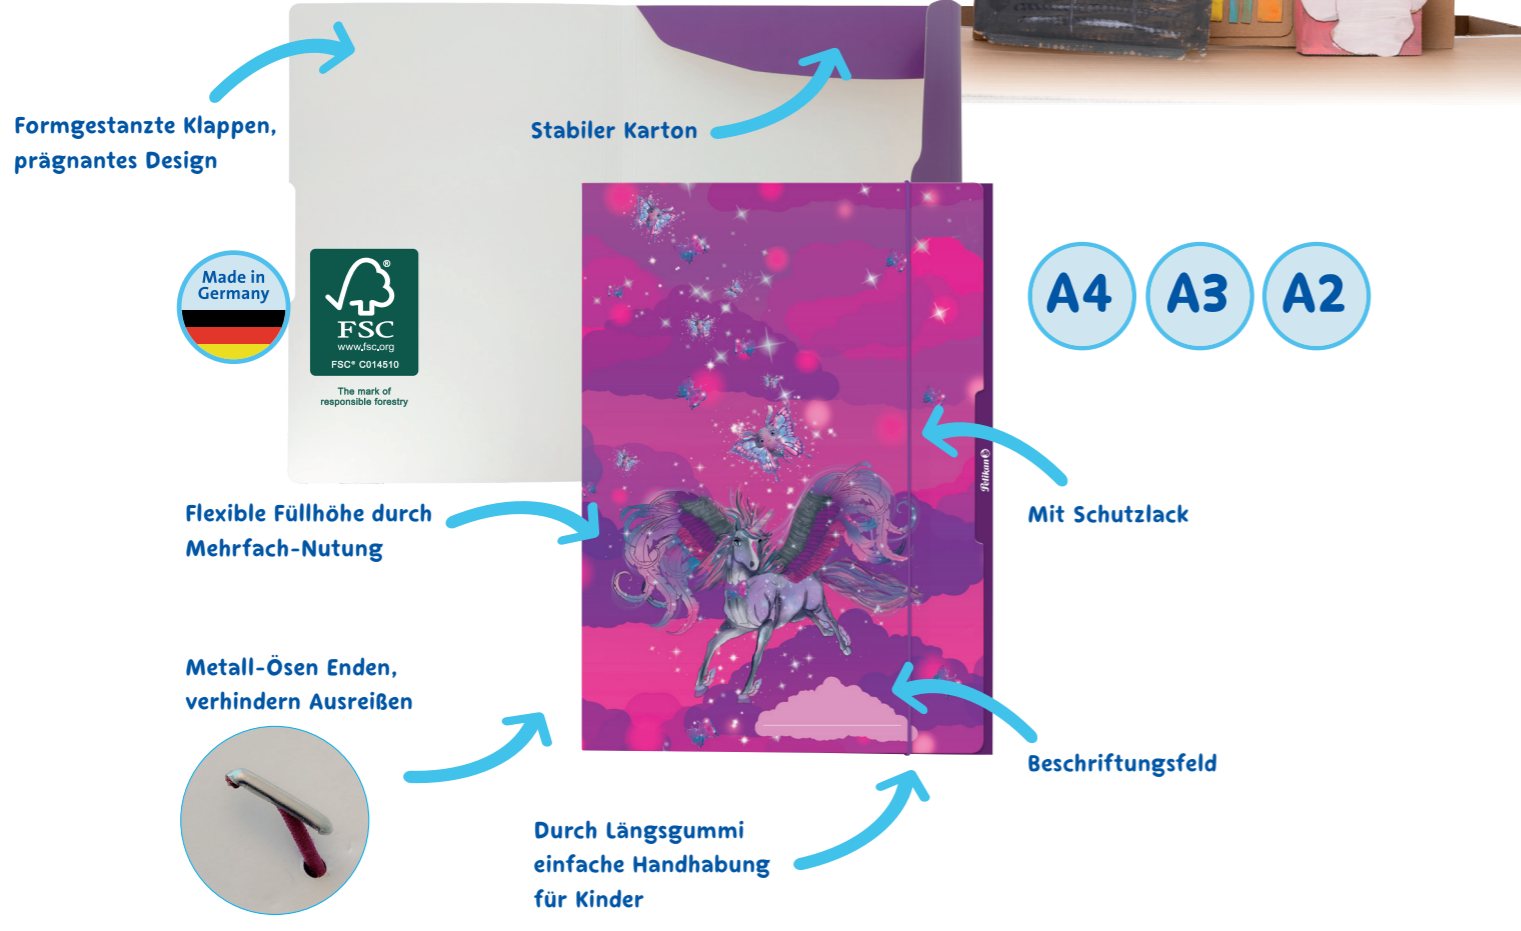 Formgestanzte Klappen,
prägnantes Design
Stabiler Karton
Made in
Germany
®
FSC
www.fsc.org
FSC® C014510
The mark of
responsible forestry
A4 A3 A2
Pelikan
Mit Schutzlack
Flexible Füllhöhe durch
Mehrfach-Nutung
Metall-Ösen Enden,
verhindern Ausreißen
Beschriftungsfeld
Durch Längsgummi
einfache Handhabung
für Kinder